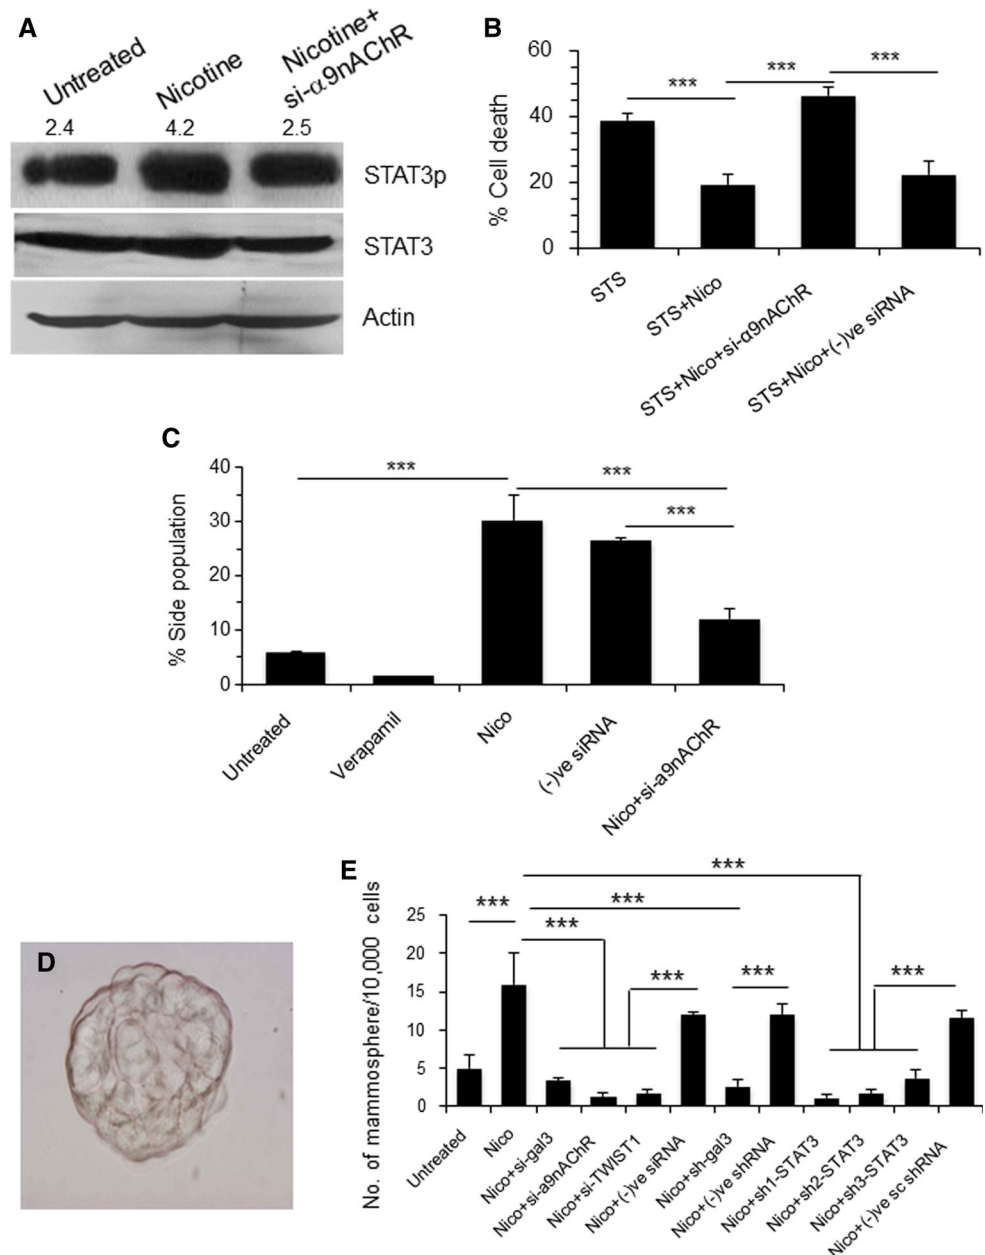 A
Untreated
Nicotine
Nicotine+
si-α9nAChR
2.4 4.2 2.5
STAT3p
STAT3
Actin
B
% Cell death
60
40
20
0
***
***
***
STS
STS+Nico
STS+Nico+si-α9nAChR
STS+Nico+(-)ve siRNA
C
% Side population
40
30
20
10
0
***
***
***
Untreated
Verapamil
Nico
(-)ve siRNA
Nico+si-a9nAChR
D
E
No. of mammosphere/10,000 cells
25
20
15
10
5
0
***
***
***
***
***
***
***
Untreated
Nico
Nico+si-gal3
Nico+si-a9nAChR
Nico+si-TWIST1
Nico+(-)ve siRNA
Nico+sh-gal3
Nico+(-)ve shRNA
Nico+sh1-STAT3
Nico+sh2-STAT3
Nico+sh3-STAT3
Nico+(-)ve sc shRNA